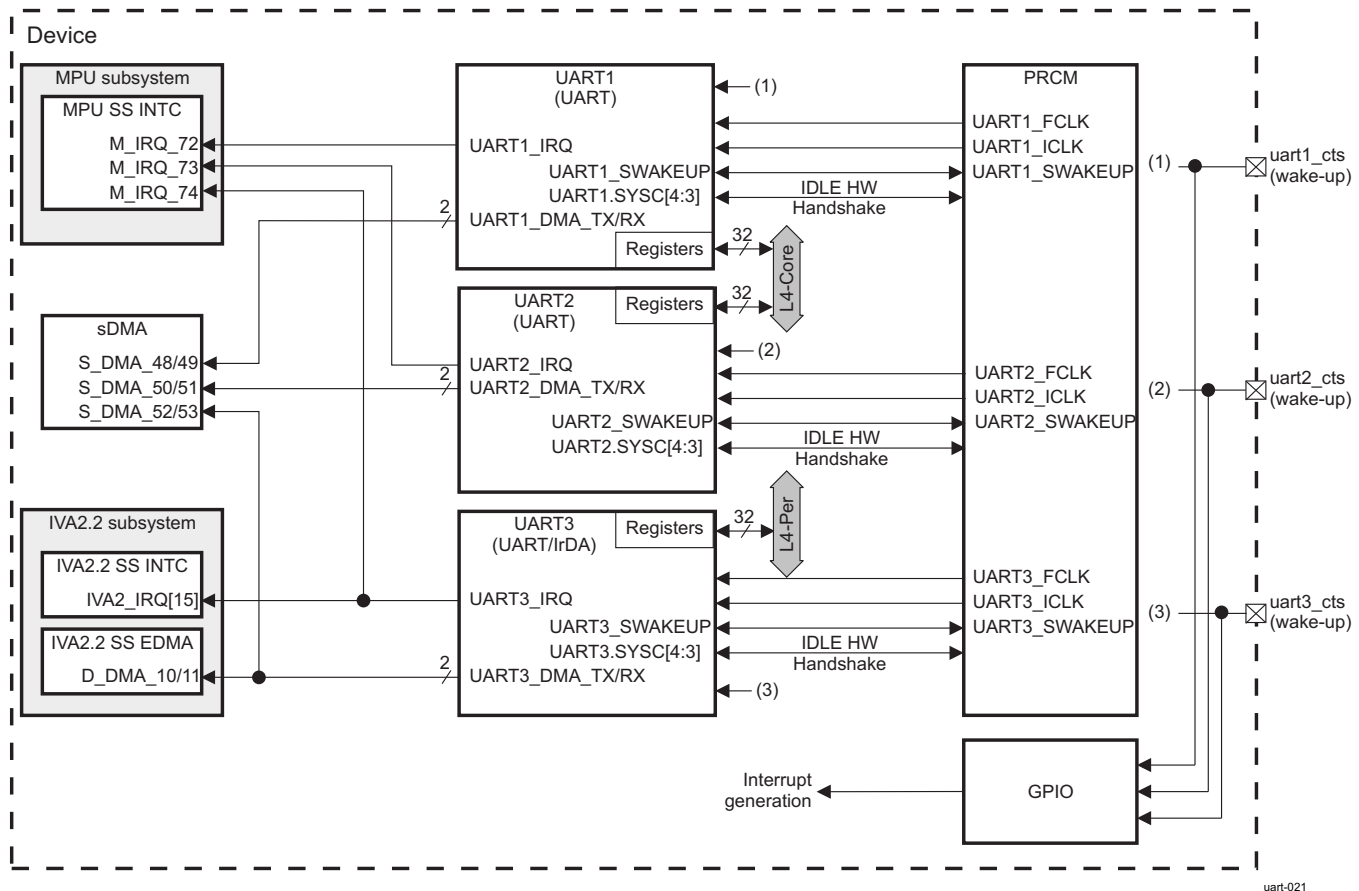 Device
MPU subsystem
MPU SS INTC
M_IRQ_72
M_IRQ_73
M_IRQ_74
sDMA
S_DMA_48/49
S_DMA_50/51
S_DMA_52/53
IVA2.2 subsystem
IVA2.2 SS INTC
IVA2_IRQ[15]
IVA2.2 SS EDMA
D_DMA_10/11
2
2
2
UART1
(UART)
(1)
UART1_IRQ
UART1_SWAKEUP
UART1.SYSC[4:3]
UART1_DMA_TX/RX
Registers
32
IDLE HW
Handshake
L4-Core
UART2
(UART)
Registers
32
(2)
UART2_IRQ
UART2_DMA_TX/RX
UART2_SWAKEUP
UART2.SYSC[4:3]
IDLE HW
Handshake
L4-Per
UART3
(UART/IrDA)
Registers
32
UART3_IRQ
UART3_SWAKEUP
UART3.SYSC[4:3]
UART3_DMA_TX/RX
IDLE HW
Handshake
(3)
PRCM
UART1_FCLK
UART1_ICLK
UART1_SWAKEUP
UART2_FCLK
UART2_ICLK
UART2_SWAKEUP
UART3_FCLK
UART3_ICLK
UART3_SWAKEUP
(1)
uart1_cts
(wake-up)
(2)
uart2_cts
(wake-up)
(3)
uart3_cts
(wake-up)
Interrupt
generation
GPIO
uart-021